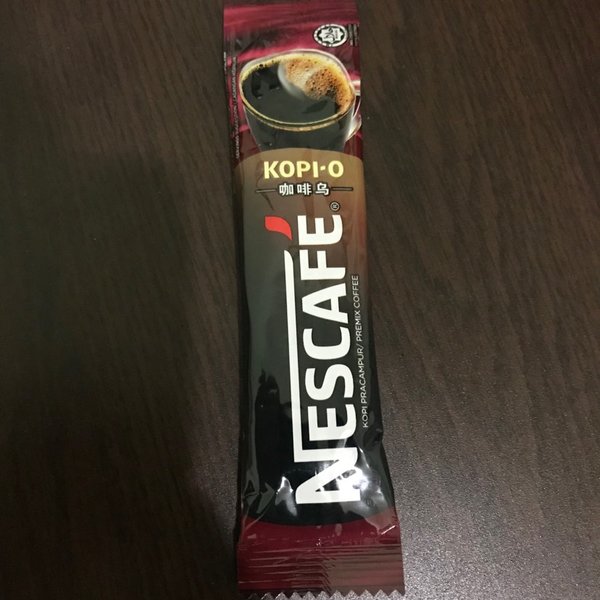 KOPI-O
咖啡乌
NESCAFÉ®
KOPI PRACAMPUR/ PREMIX COFFEE